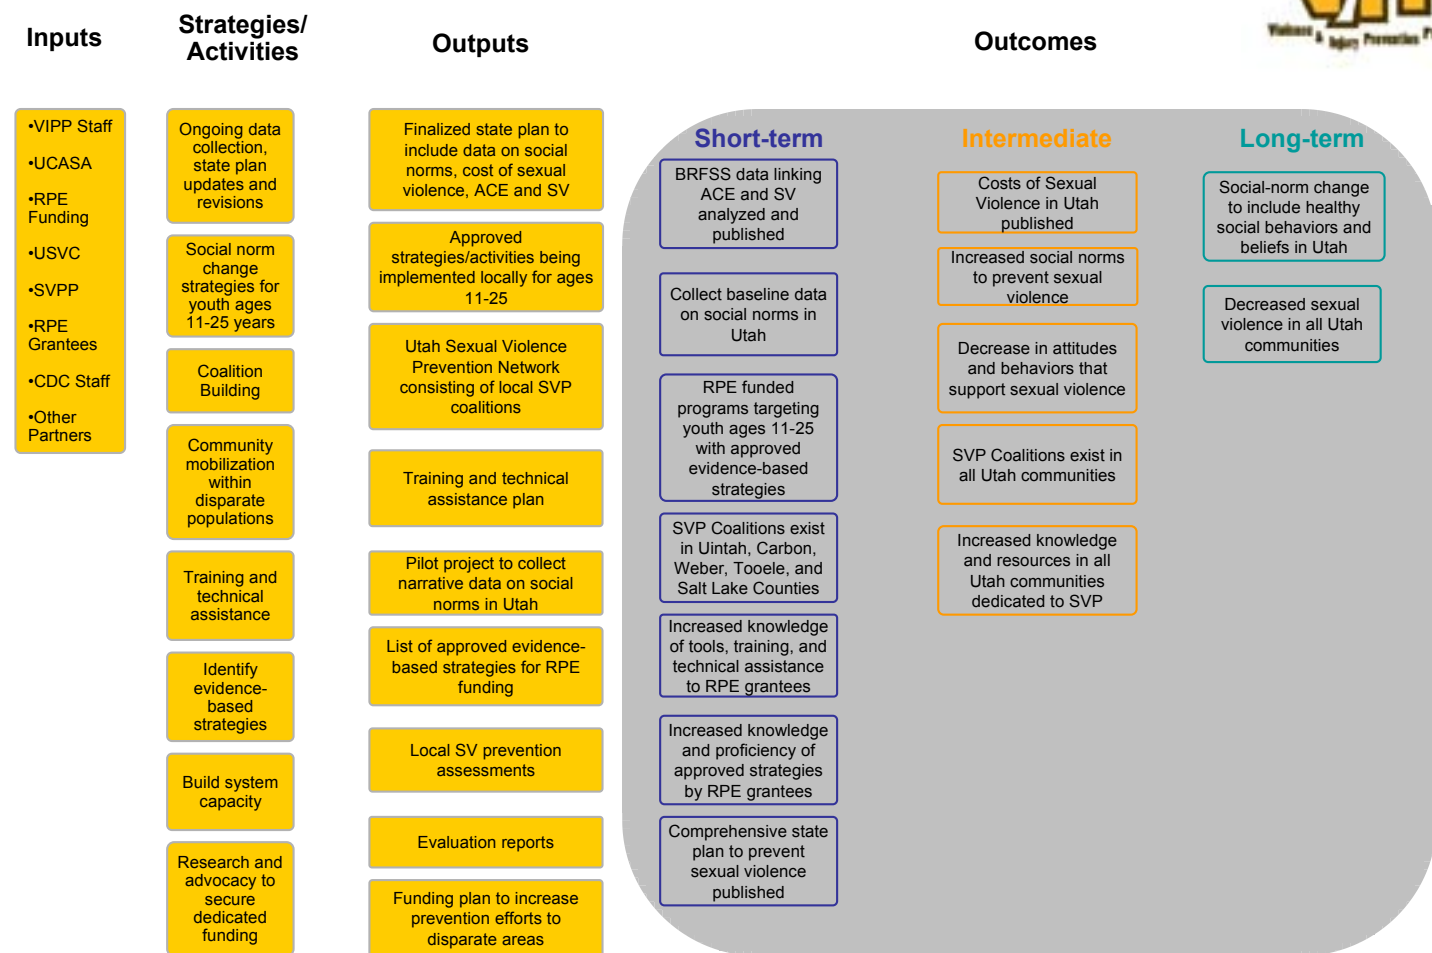 Inputs
Strategies/
Activities
Outputs
Outcomes
Violence & Injury Prevention
•VIPP Staff
•UCASA
•RPE
Funding
•USVC
•SVPP
•RPE
Grantees
•CDC Staff
•Other
Partners
Ongoing data
collection,
state plan
updates and
revisions
Social norm
change
strategies for
youth ages
11-25 years
Coalition
Building
Community
mobilization
within
disparate
populations
Training and
technical
assistance
Identify
evidence-
based
strategies
Build system
capacity
Research and
advocacy to
secure
dedicated
funding
Finalized state plan to
include data on social
norms, cost of sexual
violence, ACE and SV
Approved
strategies/activities being
implemented locally for ages
11-25
Utah Sexual Violence
Prevention Network
consisting of local SVP
coalitions
Training and technical
assistance plan
Pilot project to collect
narrative data on social
norms in Utah
List of approved evidence-
based strategies for RPE
funding
Local SV prevention
assessments
Evaluation reports
Funding plan to increase
prevention efforts to
disparate areas
Short-term
BRFSS data linking
ACE and SV
analyzed and
published
Collect baseline data
on social norms in
Utah
RPE funded
programs targeting
youth ages 11-25
with approved
evidence-based
strategies
SVP Coalitions exist
in Uintah, Carbon,
Weber, Tooele, and
Salt Lake Counties
Increased knowledge
of tools, training, and
technical assistance
to RPE grantees
Increased knowledge
and proficiency of
approved strategies
by RPE grantees
Comprehensive state
plan to prevent
sexual violence
published
Intermediate
Costs of Sexual
Violence in Utah
published
Increased social norms
to prevent sexual
violence
Decrease in attitudes
and behaviors that
support sexual violence
SVP Coalitions exist in
all Utah communities
Increased knowledge
and resources in all
Utah communities
dedicated to SVP
Long-term
Social-norm change
to include healthy
social behaviors and
beliefs in Utah
Decreased sexual
violence in all Utah
communities